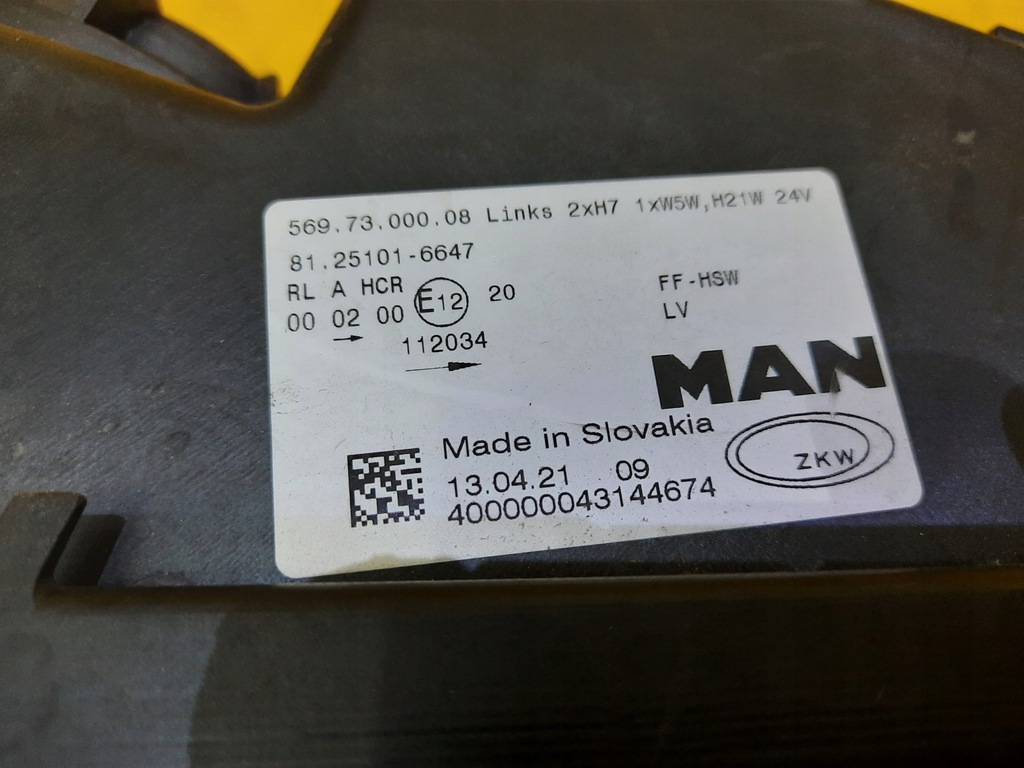 569.73.000.08 Links 2xH7 1xW5W,H21W 24V
81.25101-6647
RL A HCR
00 02 00 E12 20
112034
FF-HSW
LV
MAN
Made in Slovakia
13.04.21 09
400000043144674
ZKW